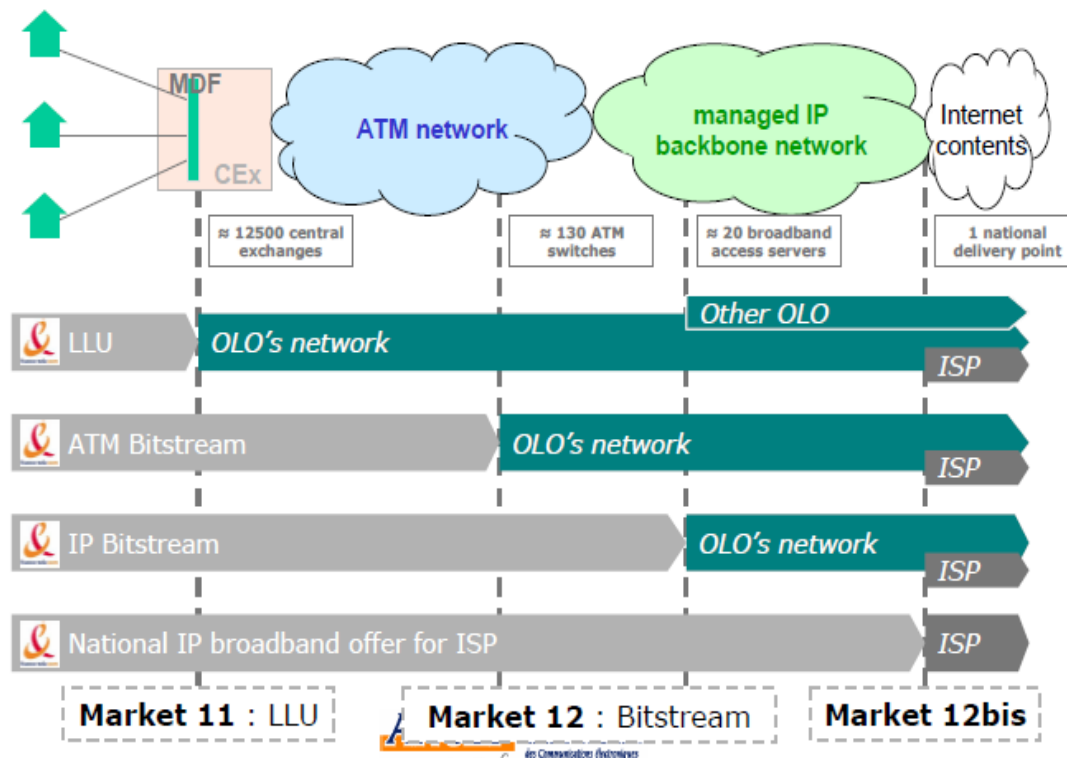 MDF
CEx
ATM network
managed IP
backbone network
Internet
contents
≈ 12500 central
exchanges
≈ 130 ATM
switches
≈ 20 broadband
access servers
1 national
delivery point
LLU
OLO's network
Other OLO
ISP
ATM Bitstream
OLO's network
ISP
IP Bitstream
OLO's network
ISP
National IP broadband offer for ISP
ISP
Market 11 : LLU
Market 12 : Bitstream
Market 12bis
des Communications électroniques